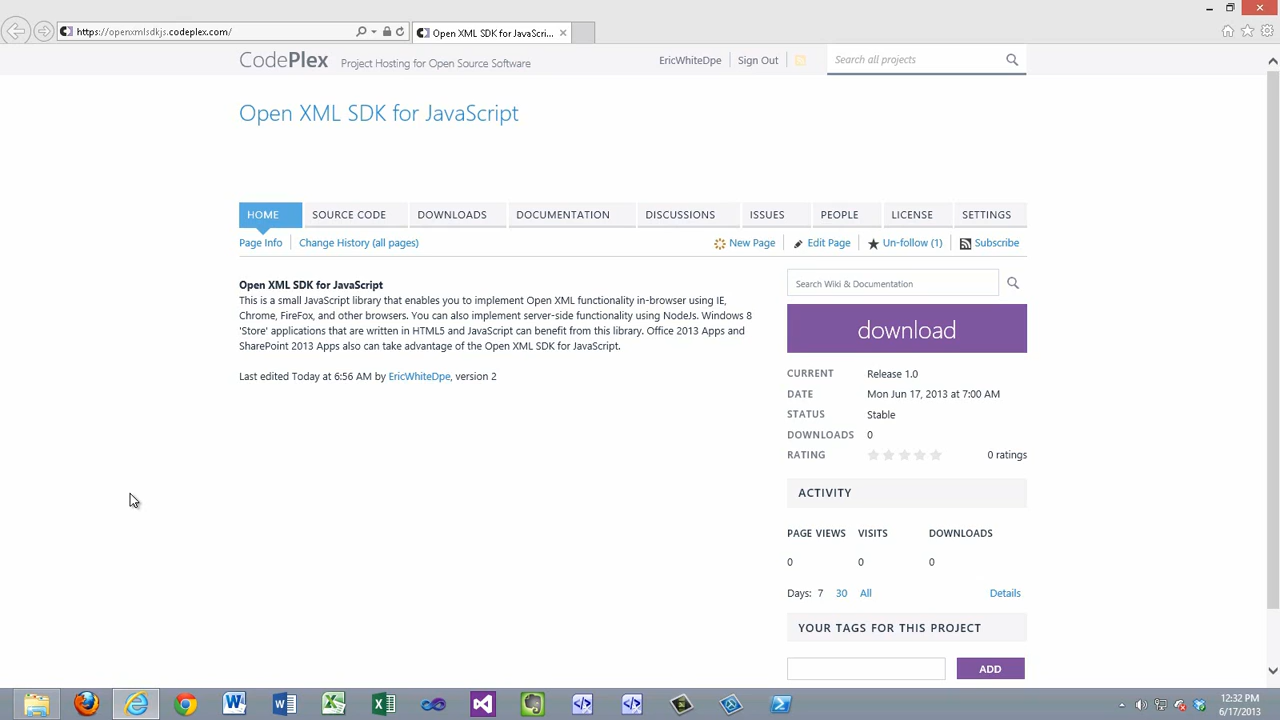 https://openxmlsdkjs.codeplex.com/
Open XML SDK for JavaScri...
CodePlex Project Hosting for Open Source Software
EricWhiteDpe Sign Out
Search all projects
Open XML SDK for JavaScript
HOME SOURCE CODE DOWNLOADS DOCUMENTATION DISCUSSIONS ISSUES PEOPLE LICENSE SETTINGS
Page Info Change History (all pages) New Page Edit Page Un-follow (1) Subscribe
Open XML SDK for JavaScript
This is a small JavaScript library that enables you to implement Open XML functionality in-browser using IE,
Chrome, FireFox, and other browsers. You can also implement server-side functionality using NodeJs. Windows 8
'Store' applications that are written in HTML5 and JavaScript can benefit from this library. Office 2013 Apps and
SharePoint 2013 Apps also can take advantage of the Open XML SDK for JavaScript.
Last edited Today at 6:56 AM by EricWhiteDpe, version 2
Search Wiki & Documentation
download
CURRENT Release 1.0
DATE Mon Jun 17, 2013 at 7:00 AM
STATUS Stable
DOWNLOADS 0
RATING 0 ratings
ACTIVITY
PAGE VIEWS VISITS DOWNLOADS
0 0 0
Days: 7 30 All Details
YOUR TAGS FOR THIS PROJECT
ADD
12:32 PM
6/17/2013